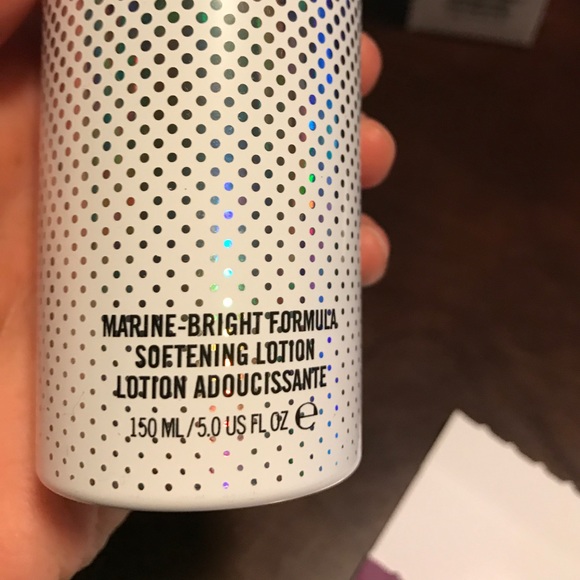 MARINE-BRIGHT FORMULA
SOFTENING LOTION
LOTION ADOUCISSANTE
150 ML/5.0 US FL OZ ℮